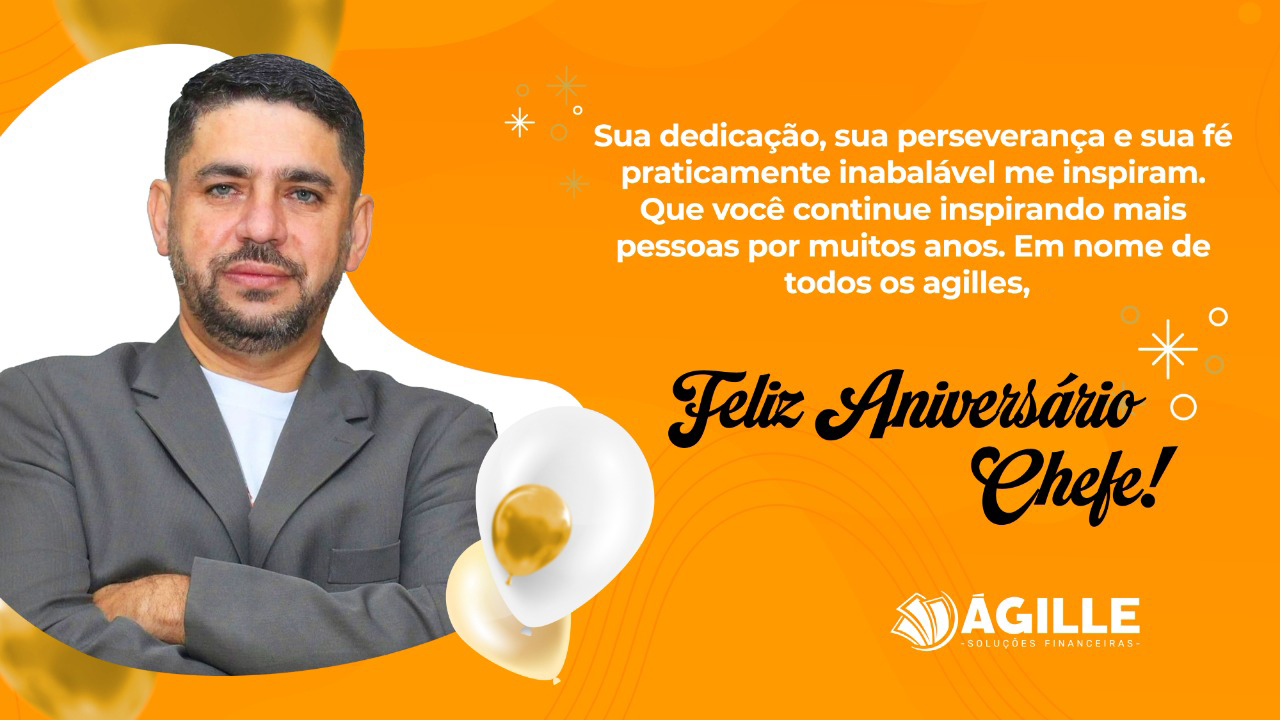 Sua dedicação, sua perseverança e sua fé
praticamente inabalável me inspiram.
Que você continue inspirando mais
pessoas por muitos anos. Em nome de
todos os agilles,
Feliz Aniversário
Chefe!
ÁGILLE
-SOLUÇÕES FINANCEIRAS-